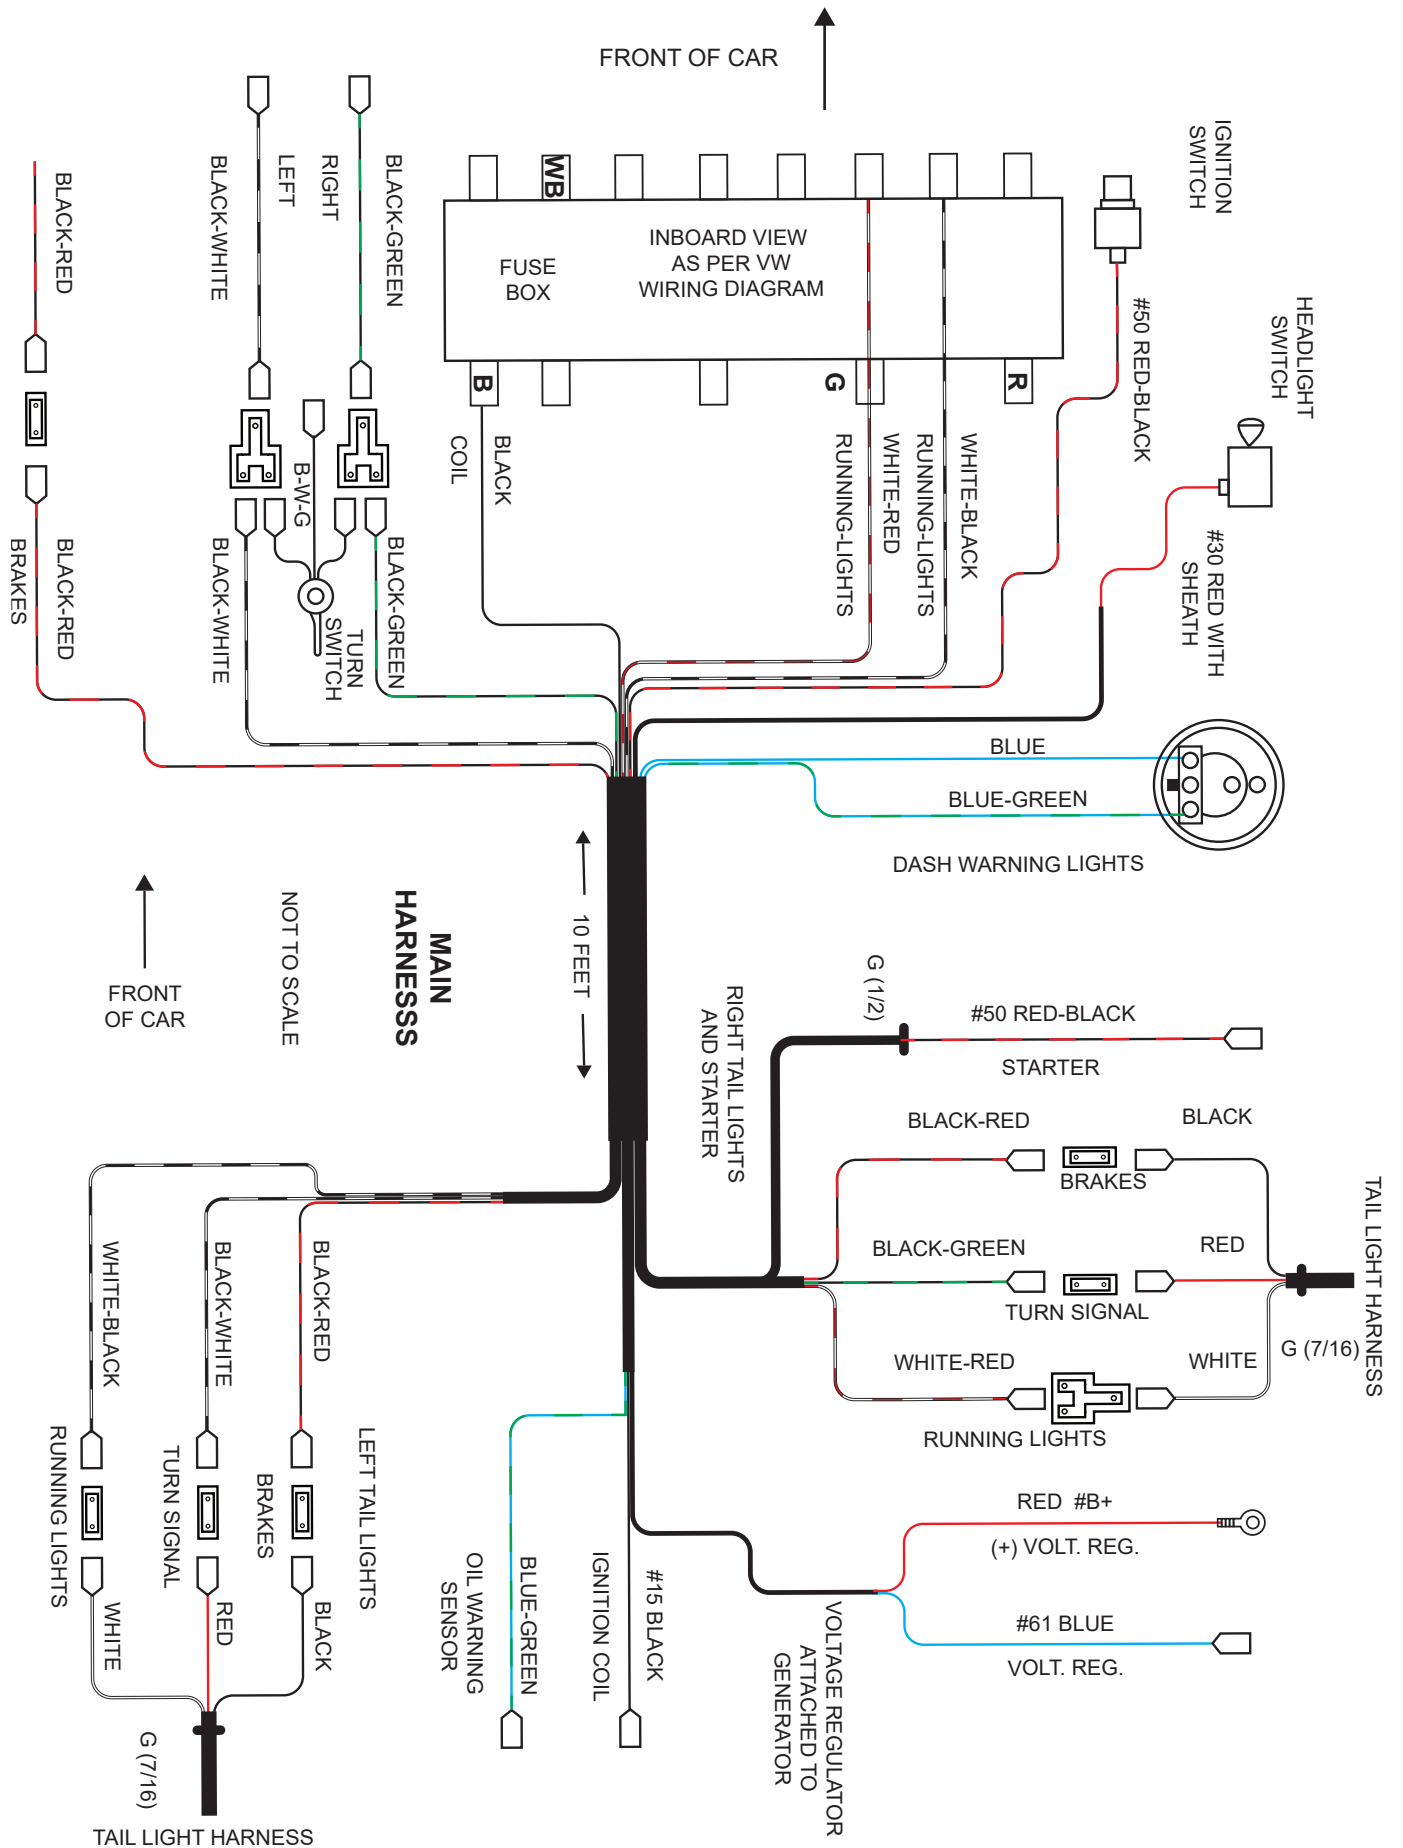 FRONT OF CAR
IGNITION
SWITCH
HEADLIGHT
SWITCH
BLACK-RED
BLACK-WHITE
LEFT
RIGHT
BLACK-GREEN
WB
INBOARD VIEW
AS PER VW
WIRING DIAGRAM
FUSE
BOX
B
G
R
#50 RED-BLACK
COIL
BLACK
RUNNING-LIGHTS
WHITE-RED
RUNNING-LIGHTS
WHITE-BLACK
#30 RED WITH
SHEATH
B-W-G
BRAKES
BLACK-RED
BLACK-WHITE
TURN
SWITCH
BLACK-GREEN
BLUE
BLUE-GREEN
DASH WARNING LIGHTS
FRONT
OF CAR
NOT TO SCALE
MAIN
HARNESSS
10 FEET
RIGHT TAIL LIGHTS
AND STARTER
G (1/2)
#50 RED-BLACK
STARTER
BLACK-RED
BLACK
BRAKES
BLACK-GREEN
RED
TURN SIGNAL
WHITE-RED
WHITE
RUNNING LIGHTS
G (7/16)
TAIL LIGHT HARNESS
WHITE-BLACK
BLACK-WHITE
BLACK-RED
RUNNING LIGHTS
TURN SIGNAL
BRAKES
LEFT TAIL LIGHTS
WHITE
RED
BLACK
G (7/16)
TAIL LIGHT HARNESS
OIL WARNING
SENSOR
BLUE-GREEN
IGNITION COIL
#15 BLACK
VOLTAGE REGULATOR
ATTACHED TO
GENERATOR
RED #B+
(+) VOLT. REG.
#61 BLUE
VOLT. REG.